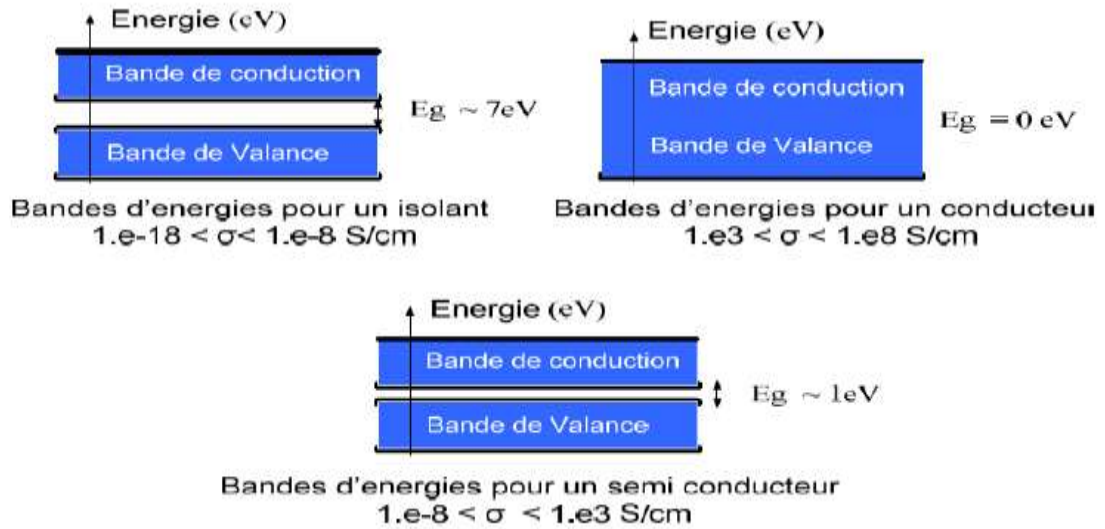 Energie (eV)
Bande de conduction
Eg ~ 7eV
Bande de Valance
Bandes d'energies pour un isolant
1.e-18 < σ< 1.e-8 S/cm
Energie (eV)
Bande de conduction
Eg = 0 eV
Bande de Valance
Bandes d'energies pour un conducteur
1.e3 < σ < 1.e8 S/cm
Energie (eV)
Bande de conduction
Eg ~ 1eV
Bande de Valance
Bandes d'energies pour un semi conducteur
1.e-8 < σ < 1.e3 S/cm